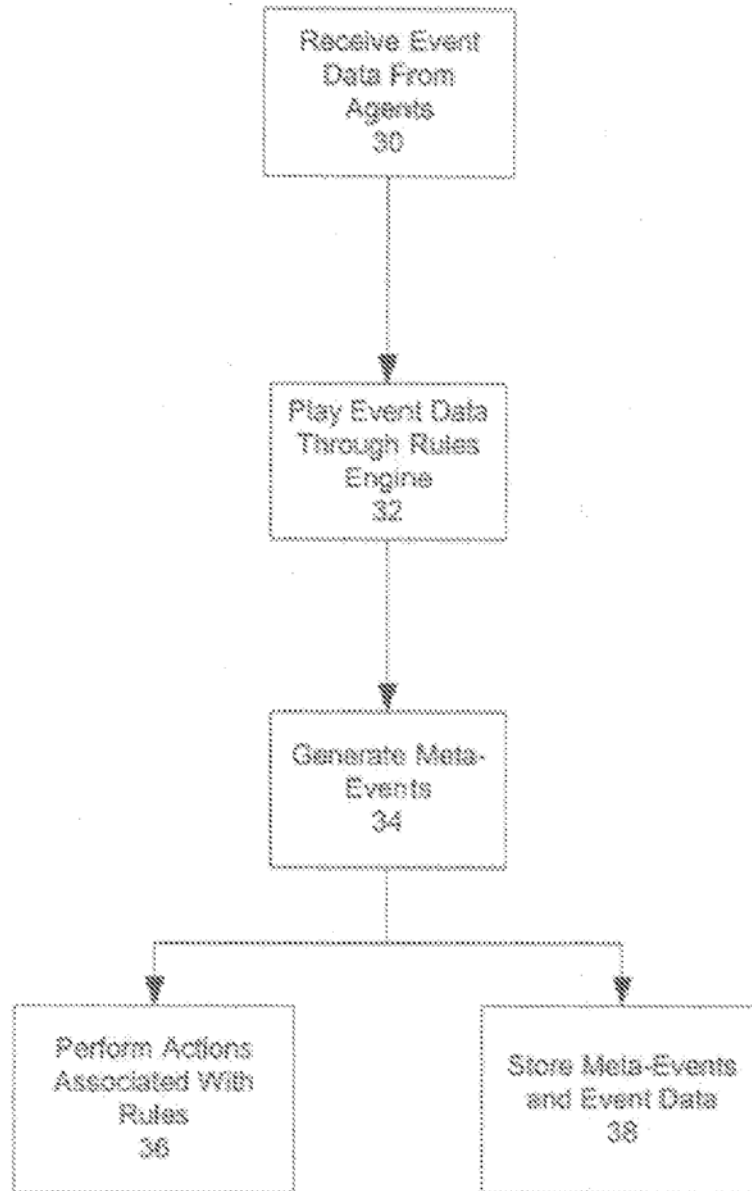 Receive Event
Data From
Agents
30
Play Event Data
Through Rules
Engine
32
Generate Meta-
Events
34
Perform Actions
Associated With
Rules
36
Store Meta-Events
and Event Data
38